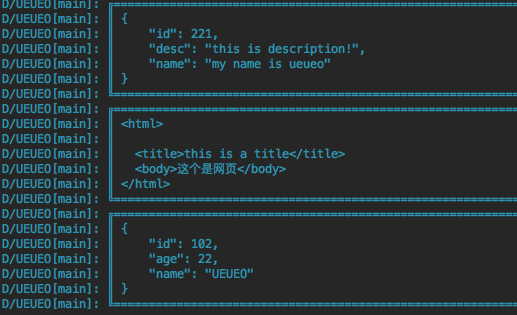 D/UEUEO[main]: ╔══════════════════════════════════════════════════════
D/UEUEO[main]: ║ {
D/UEUEO[main]: ║     "id": 221,
D/UEUEO[main]: ║     "desc": "this is description!",
D/UEUEO[main]: ║     "name": "my name is ueueo"
D/UEUEO[main]: ║ }
D/UEUEO[main]: ╚══════════════════════════════════════════════════════
D/UEUEO[main]: ╔══════════════════════════════════════════════════════
D/UEUEO[main]: ║ <html>
D/UEUEO[main]: ║
D/UEUEO[main]: ║   <title>this is a title</title>
D/UEUEO[main]: ║   <body>这个是网页</body>
D/UEUEO[main]: ║ </html>
D/UEUEO[main]: ╚══════════════════════════════════════════════════════
D/UEUEO[main]: ╔══════════════════════════════════════════════════════
D/UEUEO[main]: ║ {
D/UEUEO[main]: ║     "id": 102,
D/UEUEO[main]: ║     "age": 22,
D/UEUEO[main]: ║     "name": "UEUEO"
D/UEUEO[main]: ║ }
D/UEUEO[main]: ╚══════════════════════════════════════════════════════